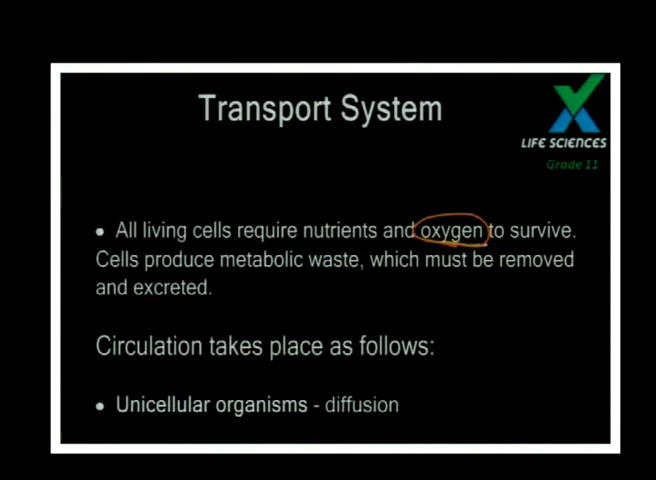 Transport System
LIFE SCIENCES
Grade 11
• All living cells require nutrients and oxygen to survive.
Cells produce metabolic waste, which must be removed
and excreted.
Circulation takes place as follows:
• Unicellular organisms - diffusion